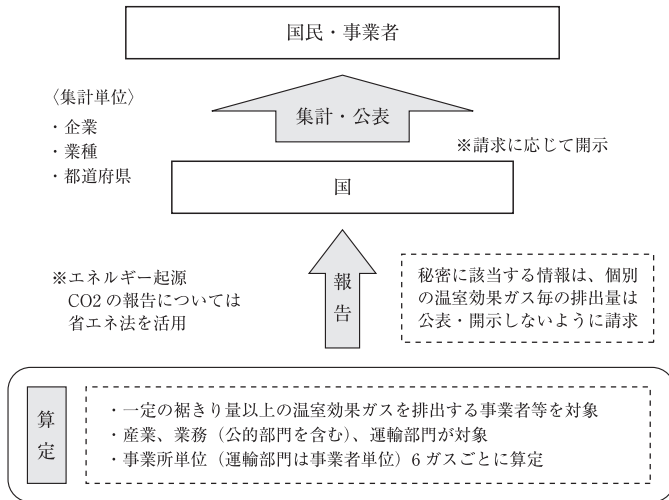 国民・事業者
〈集計単位〉
・企業
・業種
・都道府県
集計・公表
※請求に応じて開示
国
※エネルギー起源
CO2の報告については
省エネ法を活用
報告
秘密に該当する情報は、個別
の温室効果ガス毎の排出量は
公表・開示しないように請求
算定
・一定の裾きり量以上の温室効果ガスを排出する事業者等を対象
・産業、業務（公的部門を含む）、運輸部門が対象
・事業所単位（運輸部門は事業者単位）6ガスごとに算定